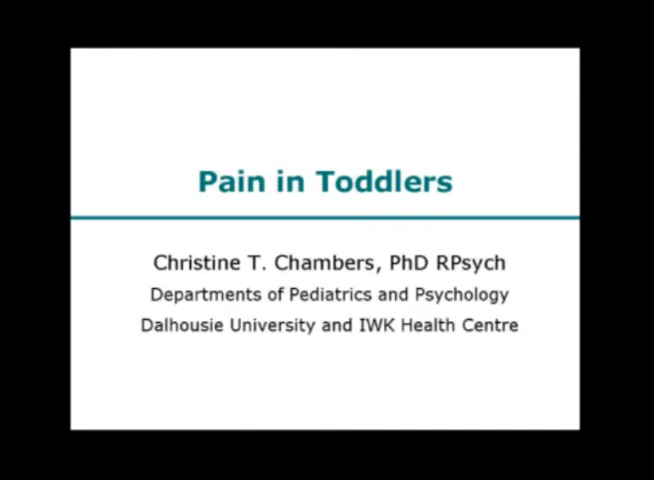 Pain in Toddlers
Christine T. Chambers, PhD RPsych
Departments of Pediatrics and Psychology
Dalhousie University and IWK Health Centre